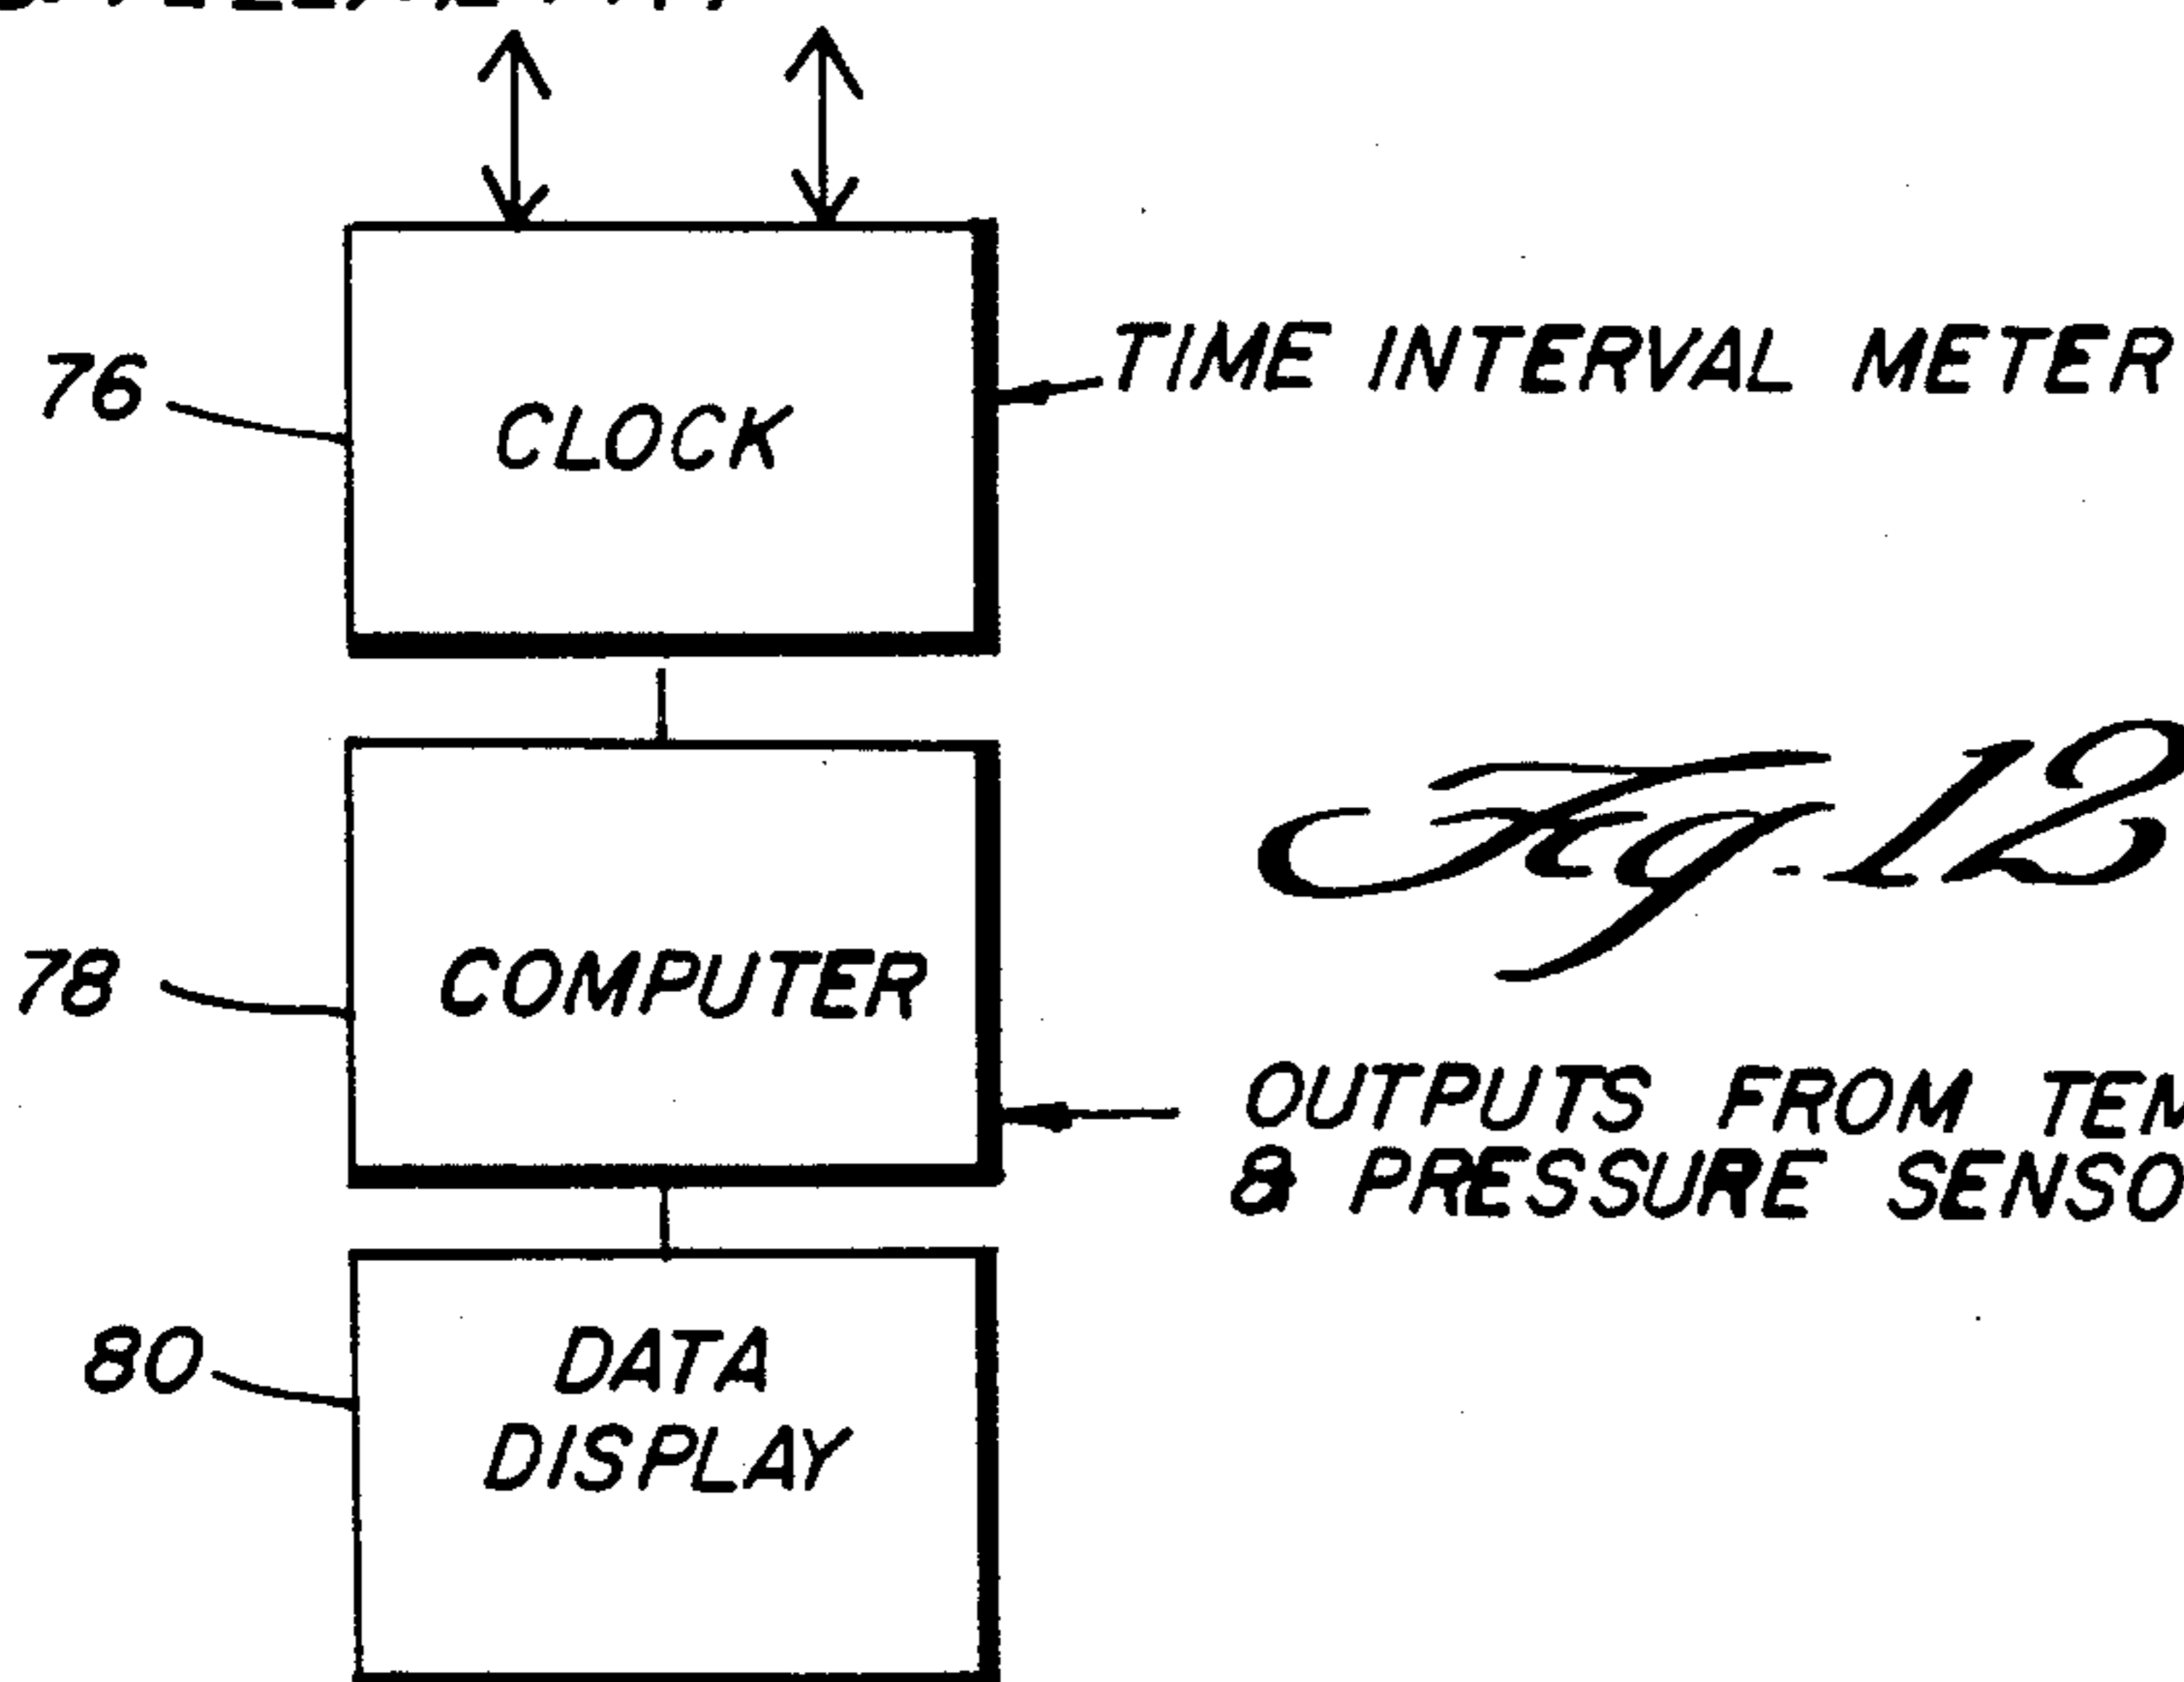 TIME INTERVAL METER
76
CLOCK
Fig. 12
78
COMPUTER
OUTPUTS FROM
& PRESSURE
80
DATA
DISPLAY